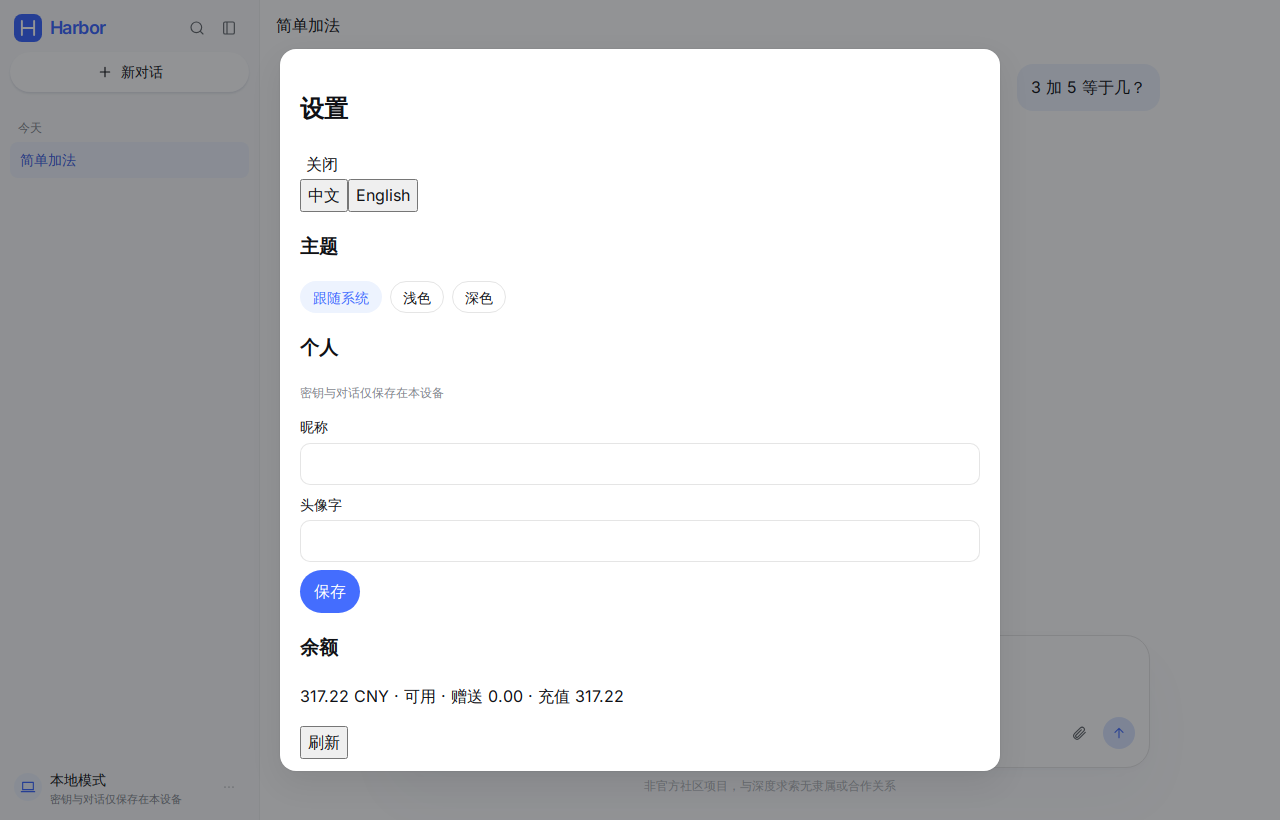 Harbor
新对话
今天
简单加法
本地模式
密钥与对话仅保存在本设备
简单加法
3 加 5 等于几？
设置
关闭
中文 English
主题
跟随系统 浅色 深色
个人
密钥与对话仅保存在本设备
昵称
头像字
保存
余额
317.22 CNY · 可用 · 赠送 0.00 · 充值 317.22
刷新
非官方社区项目，与深度求索无隶属或合作关系